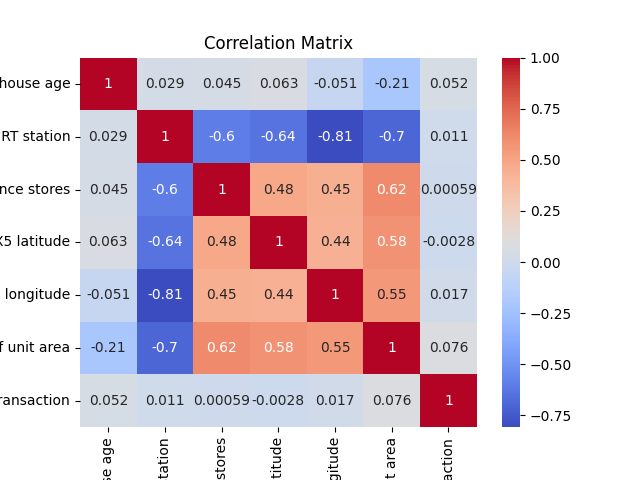 Correlation Matrix
house age 1 0.029 0.045 0.063 -0.051 -0.21 0.052
RT station 0.029 1 -0.6 -0.64 -0.81 -0.7 0.011
nce stores 0.045 -0.6 1 0.48 0.45 0.62 0.00059
X5 latitude 0.063 -0.64 0.48 1 0.44 0.58 -0.0028
longitude -0.051 -0.81 0.45 0.44 1 0.55 0.017
f unit area -0.21 -0.7 0.62 0.58 0.55 1 0.076
ransaction 0.052 0.011 0.00059 -0.0028 0.017 0.076 1
se age
tation
stores
titude
gitude
t area
action
1.00
0.75
0.50
0.25
0.00
−0.25
−0.50
−0.75